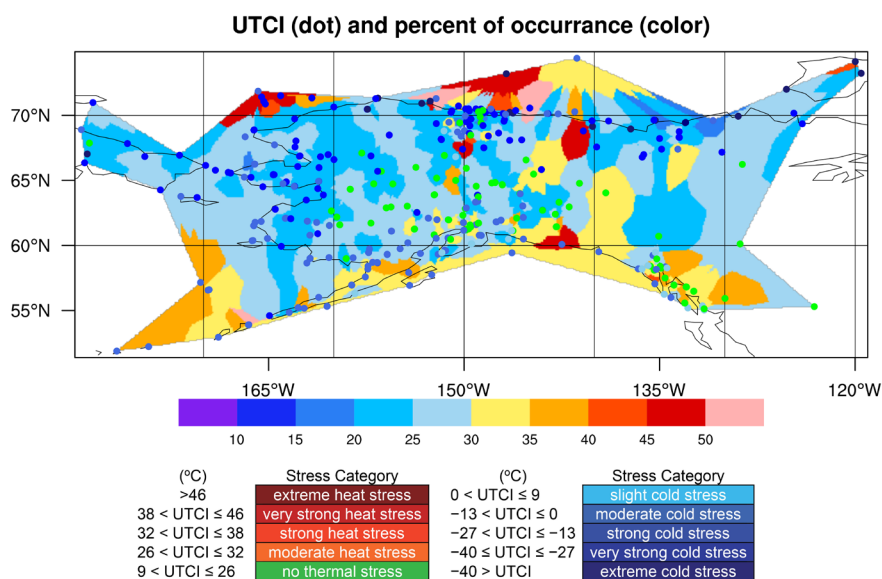 UTCI (dot) and percent of occurrance (color)
70°N
65°N
60°N
55°N
165°W 150°W 135°W 120°W
10 15 20 25 30 35 40 45 50
(ºC) Stress Category (ºC) Stress Category
>46 extreme heat stress 0 < UTCI ≤ 9 slight cold stress
38 < UTCI ≤ 46 very strong heat stress −13 < UTCI ≤ 0 moderate cold stress
32 < UTCI ≤ 38 strong heat stress −27 < UTCI ≤ −13 strong cold stress
26 < UTCI ≤ 32 moderate heat stress −40 ≤ UTCI ≤ −27 very strong cold stress
9 < UTCI ≤ 26 no thermal stress −40 > UTCI extreme cold stress